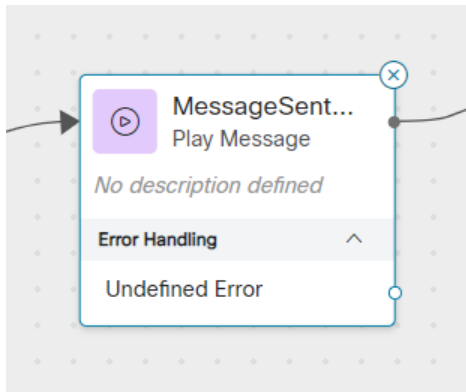 MessageSent...
Play Message
No description defined
Error Handling
Undefined Error